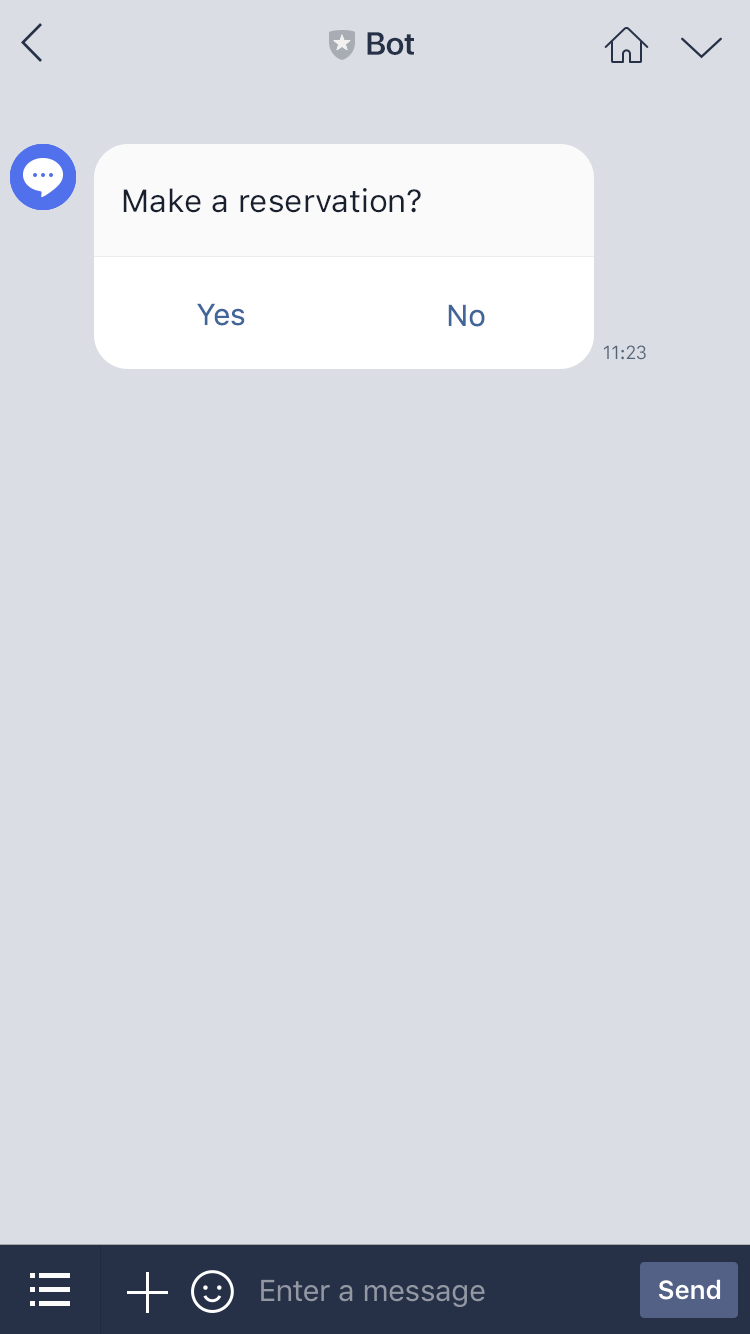 Bot
Make a reservation?
Yes No
11:23
Enter a message
Send